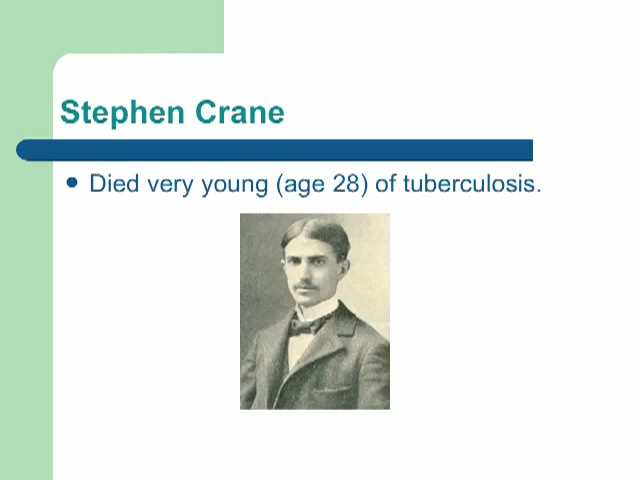 Stephen Crane
Died very young (age 28) of tuberculosis.